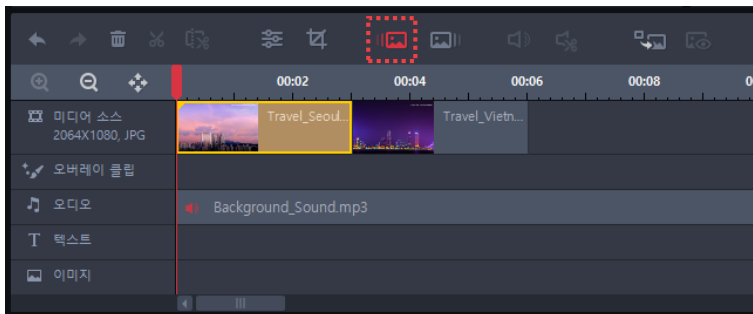 00:02 00:04 00:06 00:08 0
미디어 소스 Travel_Seoul... Travel_Vietn...
2064X1080, JPG
오버레이 클립
오디오 Background_Sound.mp3
T 텍스트
이미지